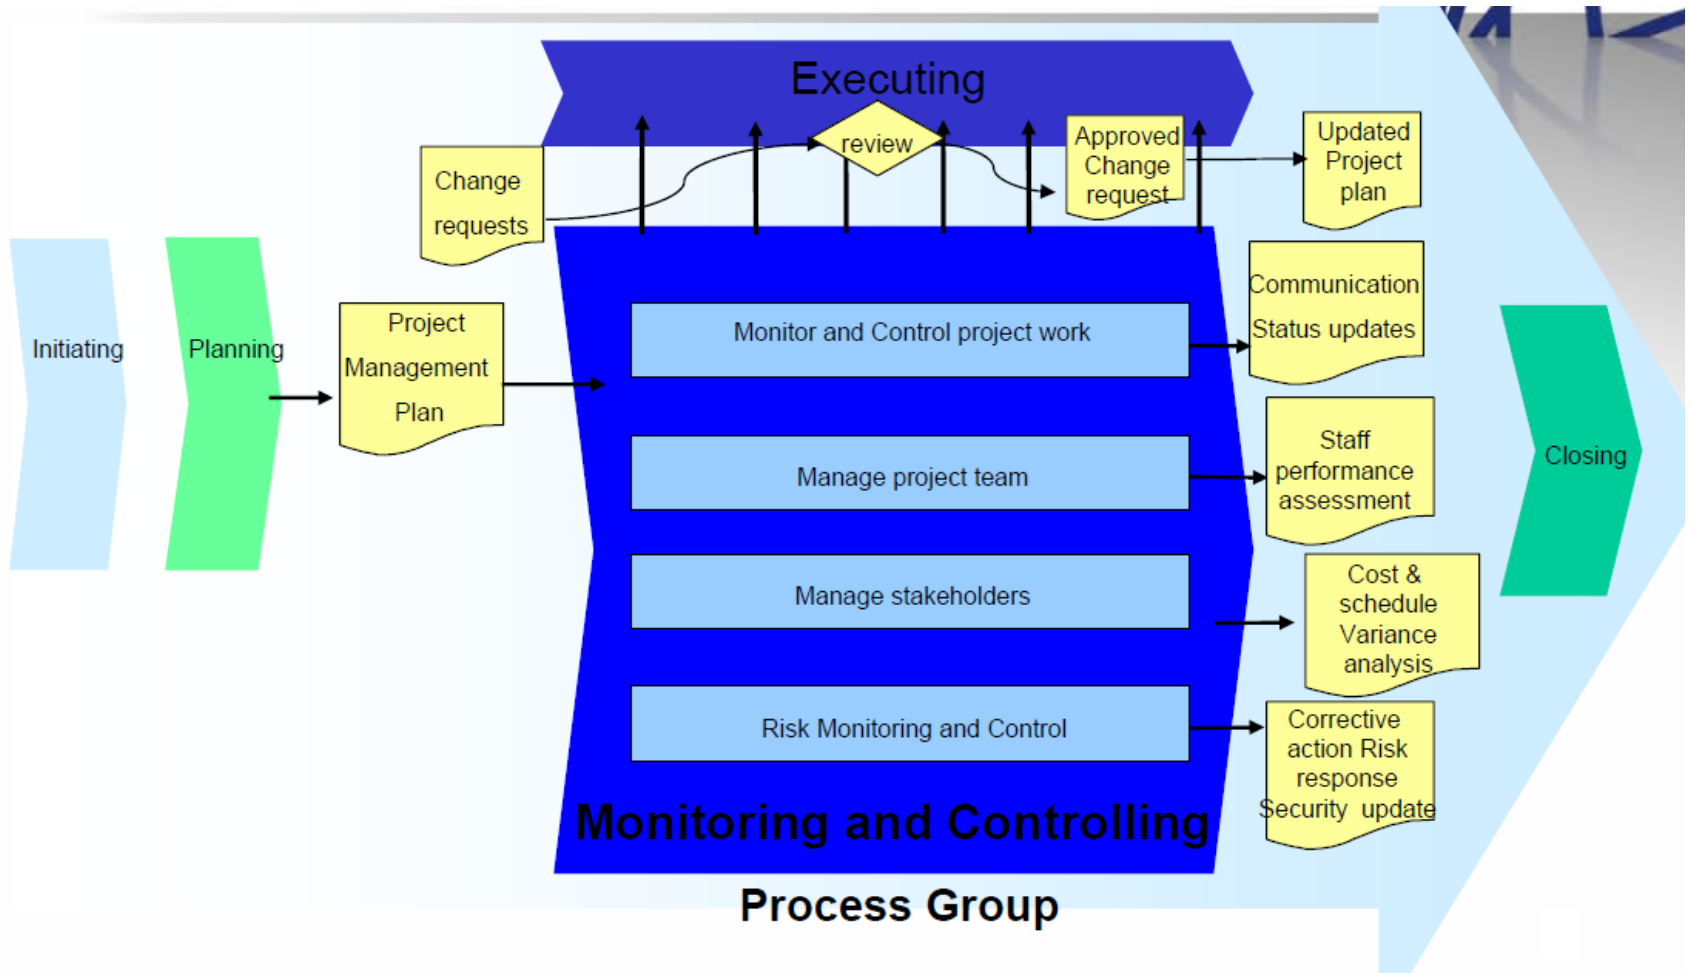 Executing
review
Change
requests
Approved
Change
request
Updated
Project
plan
Initiating
Planning
Project
Management
Plan
Monitor and Control project work
Communication
Status updates
Manage project team
Staff
performance
assessment
Closing
Manage stakeholders
Cost &
schedule
Variance
analysis
Risk Monitoring and Control
Corrective
action Risk
response
Security update
Monitoring and Controlling
Process Group